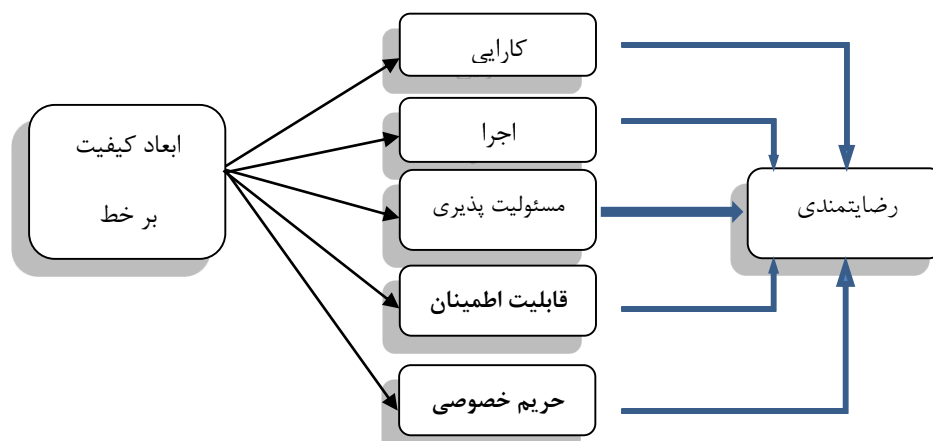 ابعاد کیفیت
بر خط
کارایی
اجرا
مسئولیت پذیری
قابلیت اطمینان
حریم خصوصی
رضایتمندی